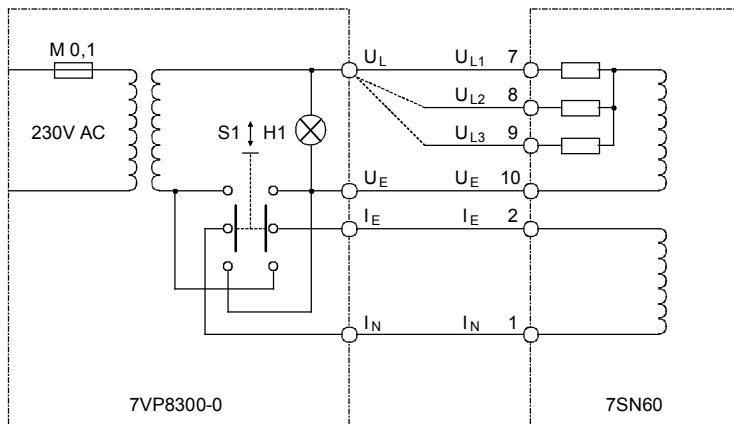 M 0,1
230V AC
S1
H1
U_L
U_L1
7
U_L2
8
U_L3
9
U_E
U_E
10
I_E
I_E
2
I_N
I_N
1
7VP8300-0
7SN60